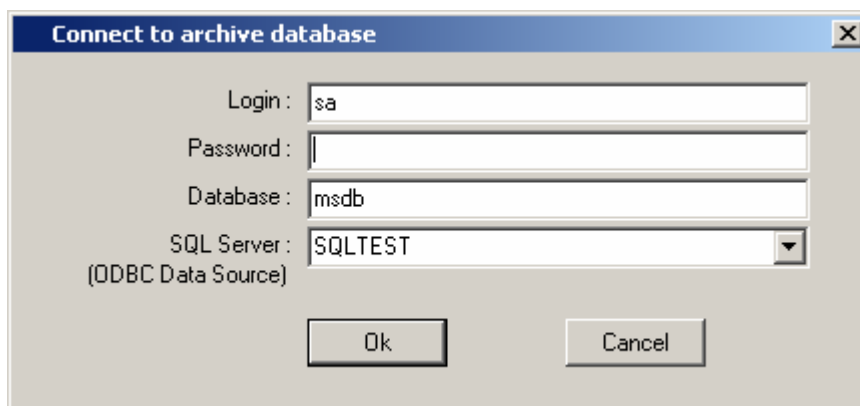 Connect to archive database
Login : sa
Password :
Database : msdb
SQL Server : SQLTEST
(ODBC Data Source)
Ok Cancel